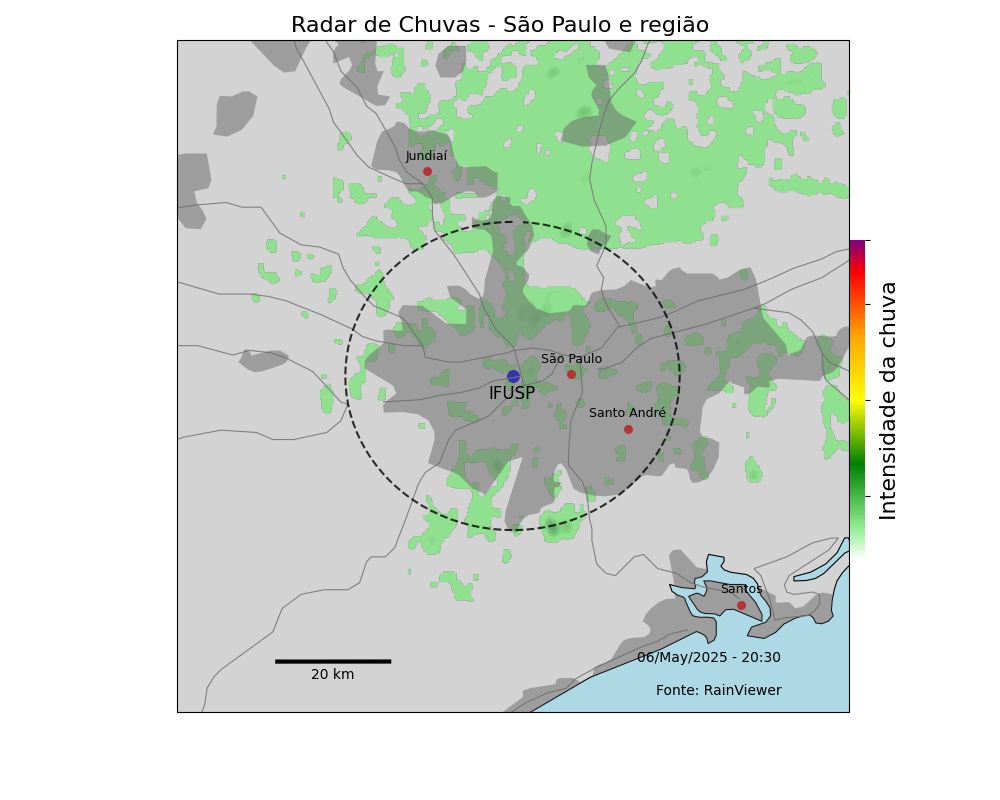 Radar de Chuvas - São Paulo e região
Jundiaí
São Paulo
IFUSP
Santo André
Santos
20 km
06/May/2025 - 20:30
Fonte: RainViewer
Intensidade da chuva